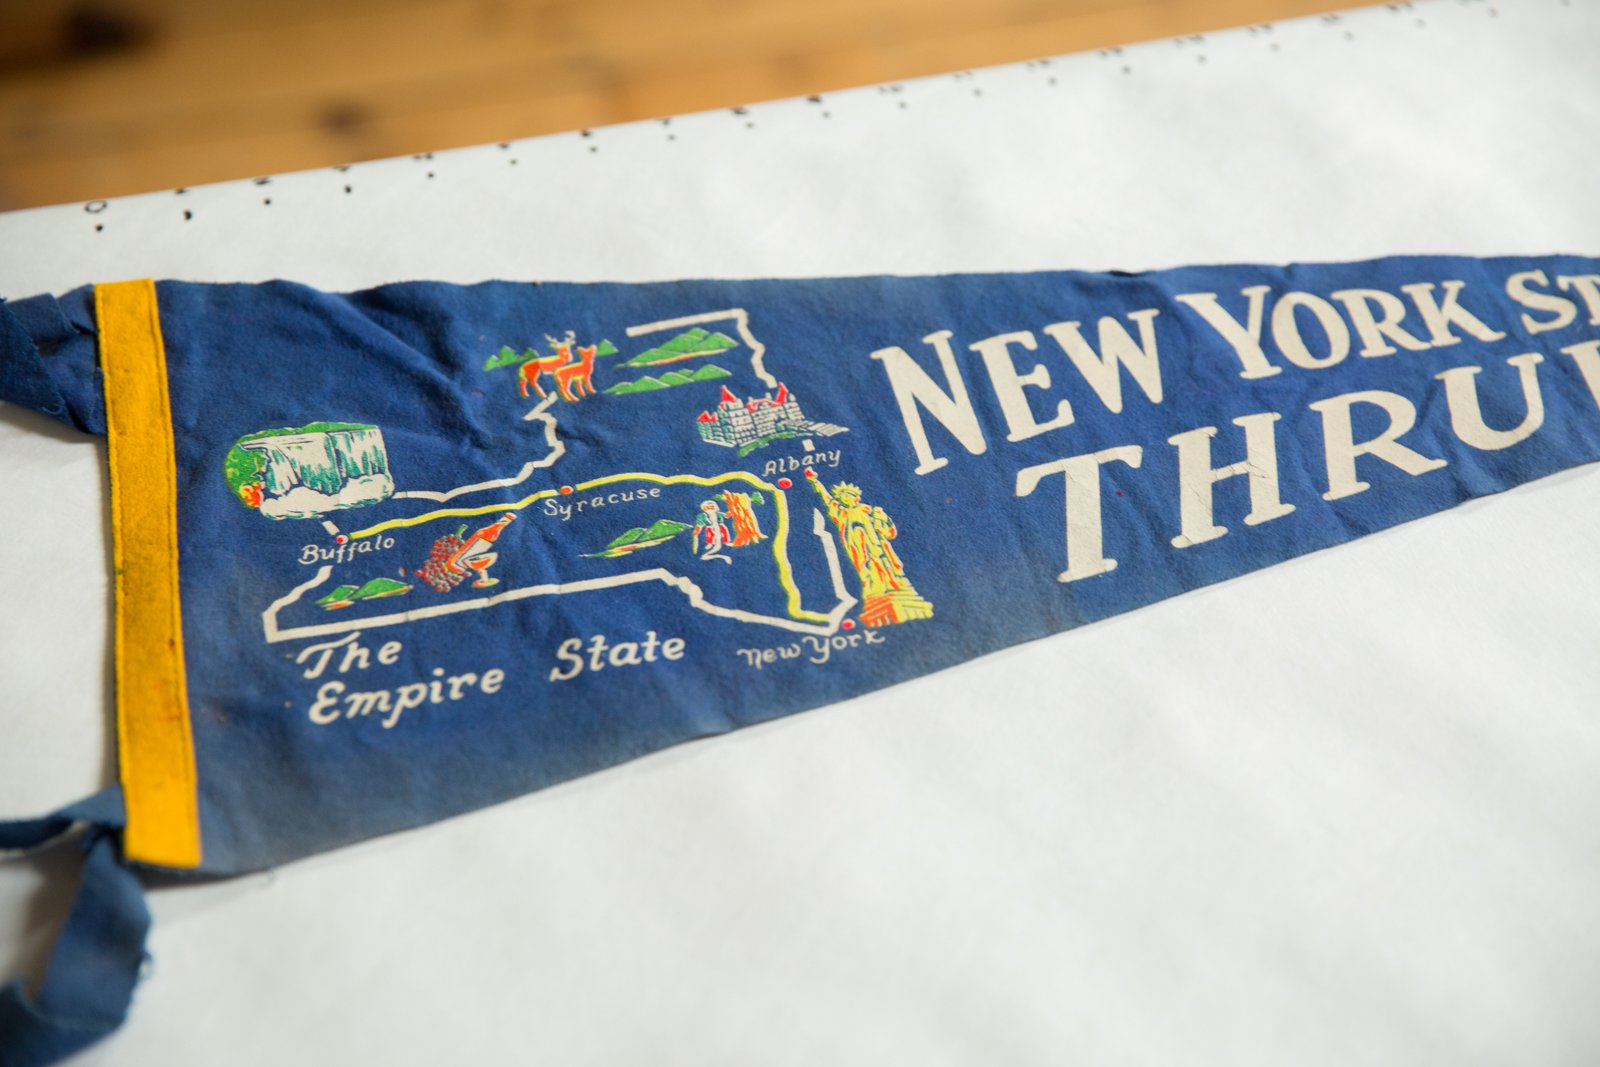 NEW YORK ST
THRU
Albany
Syracuse
Buffalo
The
Empire State
New York